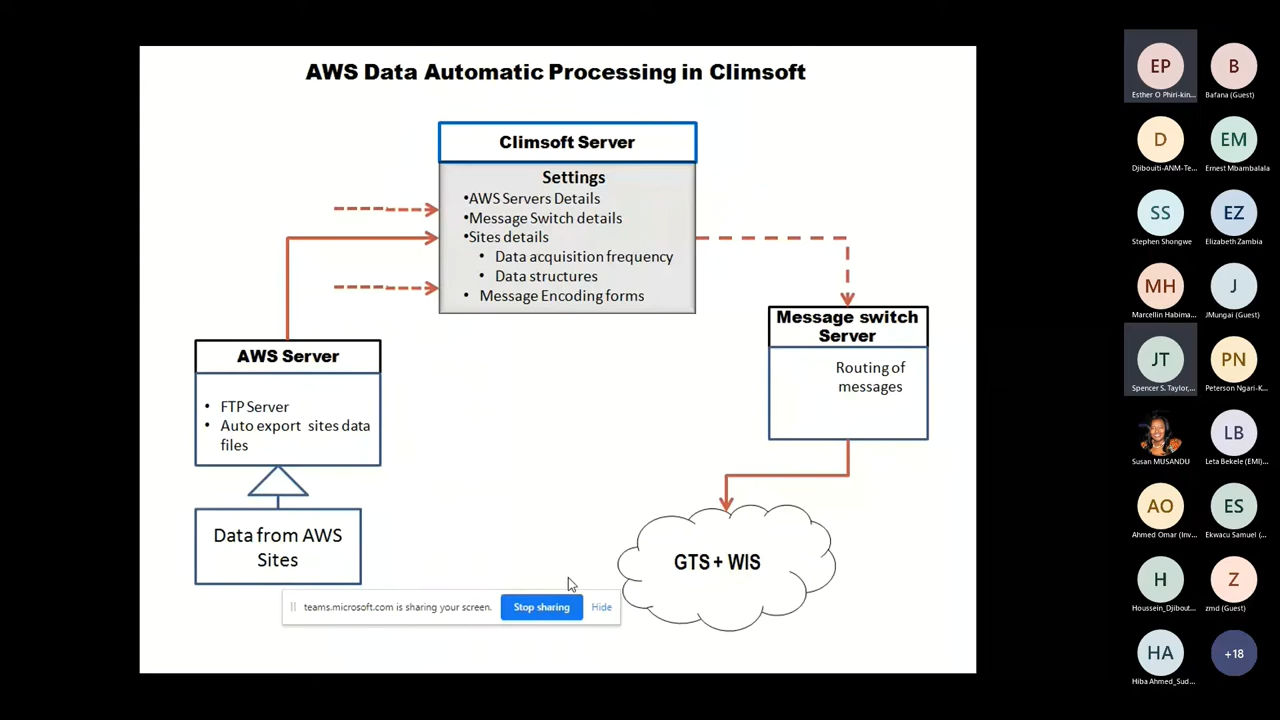 AWS Data Automatic Processing in Climsoft
Climsoft Server
Settings
•AWS Servers Details
•Message Switch details
•Sites details
• Data acquisition frequency
• Data structures
• Message Encoding forms
Message switch
Server
Routing of
messages
AWS Server
• FTP Server
• Auto export sites data
files
Data from AWS
Sites
GTS + WIS
teams.microsoft.com is sharing your screen.
Stop sharing
Hide
EP
Esther O Phiri-kin...
B
Bafana (Guest)
D
Djibouiti-ANM-Te...
EM
Ernest Mbambalala
SS
Stephen Shongwe
EZ
Elizabeth Zambia
MH
Marcellin Habima...
J
JMungai (Guest)
JT
Spencer S. Taylor,...
PN
Peterson Ngari-K...
Susan MUSANDU
LB
Leta Bekele (EMI)...
AO
Ahmed Omar (Inv...
ES
Ekwacu Samuel (...
H
Houssein_Djibout...
Z
zmd (Guest)
HA
Hiba Ahmed_Sud...
+18